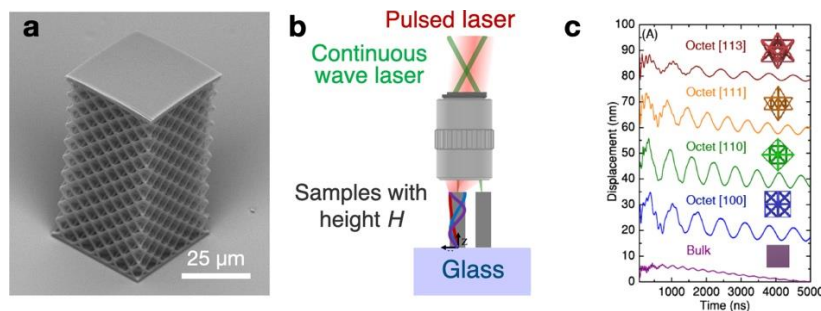 a
25 µm
b
Pulsed laser
Continuous
wave laser
Samples with
height H
z
Glass
c
Displacement (nm)
100
90
80
70
60
50
40
30
20
10
0
(A)
Octet [113]
Octet [111]
Octet [110]
Octet [100]
Bulk
1000 2000 3000 4000 5000
Time (ns)